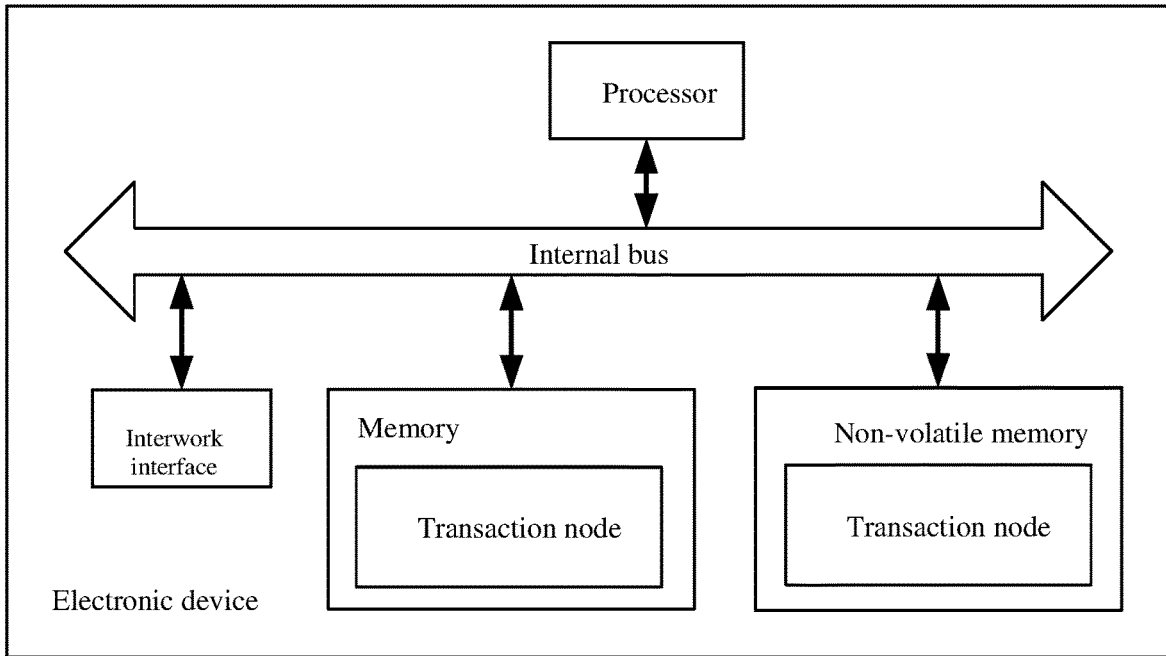 Processor
Internal bus
Interwork
interface
Memory
Transaction node
Non-volatile memory
Transaction node
Electronic device